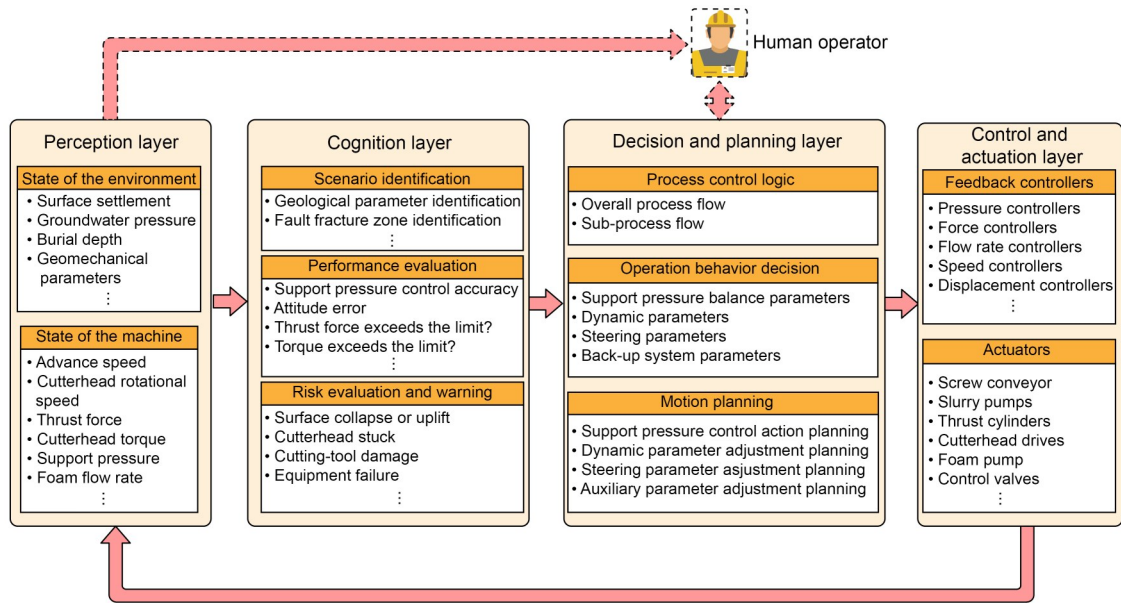 Human operator
Perception layer
State of the environment
• Surface settlement
• Groundwater pressure
• Burial depth
• Geomechanical
parameters
⋮
State of the machine
• Advance speed
• Cutterhead rotational
speed
• Thrust force
• Cutterhead torque
• Support pressure
• Foam flow rate
⋮
Cognition layer
Scenario identification
• Geological parameter identification
• Fault fracture zone identification
⋮
Performance evaluation
• Support pressure control accuracy
• Attitude error
• Thrust force exceeds the limit?
• Torque exceeds the limit?
⋮
Risk evaluation and warning
• Surface collapse or uplift
• Cutterhead stuck
• Cutting-tool damage
• Equipment failure
⋮
Decision and planning layer
Process control logic
• Overall process flow
• Sub-process flow
Operation behavior decision
• Support pressure balance parameters
• Dynamic parameters
• Steering parameters
• Back-up system parameters
Motion planning
• Support pressure control action planning
• Dynamic parameter adjustment planning
• Steering parameter asjustment planning
• Auxiliary parameter adjustment planning
Control and
actuation layer
Feedback controllers
• Pressure controllers
• Force controllers
• Flow rate controllers
• Speed controllers
• Displacement controllers
⋮
Actuators
• Screw conveyor
• Slurry pumps
• Thrust cylinders
• Cutterhead drives
• Foam pump
• Control valves
⋮